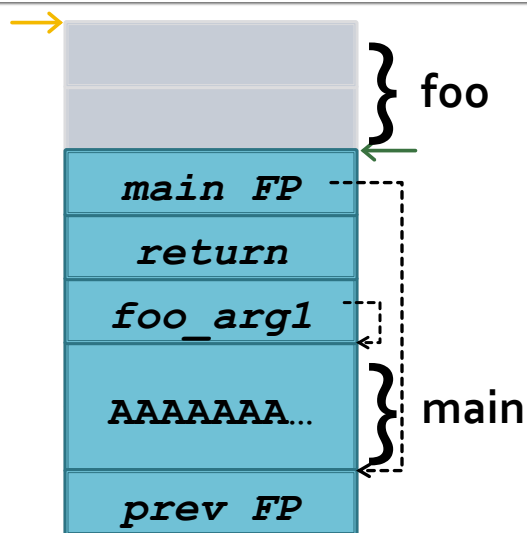 foo
main FP
return
foo_arg1
AAAAAAA…
main
prev FP